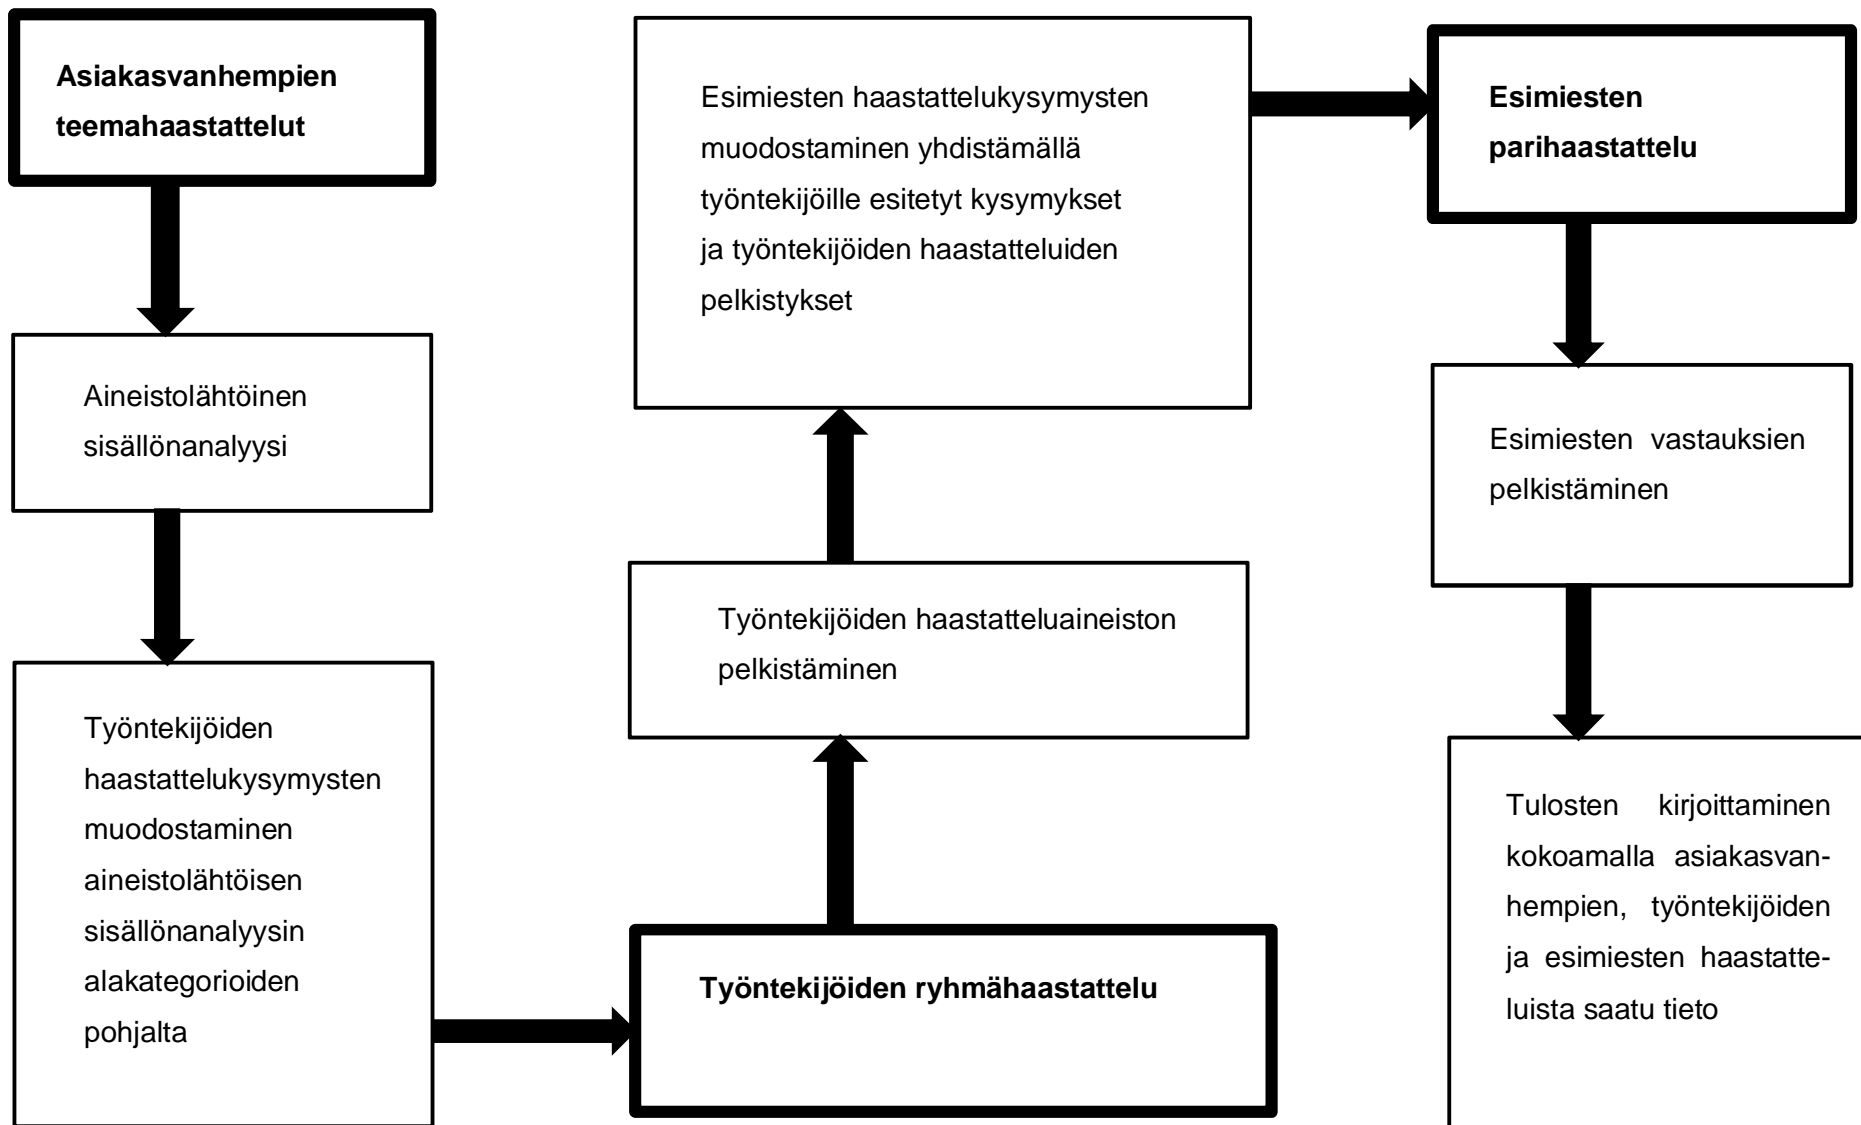 Asiakasvanhempien
teemahaastattelut
Aineistolähtöinen
sisällönanalyysi
Työntekijöiden
haastattelukysymysten
muodostaminen
aineistolähtöisen
sisällönanalyysin
alakategorioiden
pohjalta
Työntekijöiden ryhmähaastattelu
Työntekijöiden haastatteluaineiston
pelkistäminen
Esimiesten haastattelukysymysten
muodostaminen yhdistämällä
työntekijöille esitetyt kysymykset
ja työntekijöiden haastatteluiden
pelkistykset
Esimiesten
parihaastattelu
Esimiesten vastauksien
pelkistäminen
Tulosten kirjoittaminen
kokoamalla asiakasvan-
hempien, työntekijöiden
ja esimiesten haastatte-
luista saatu tieto